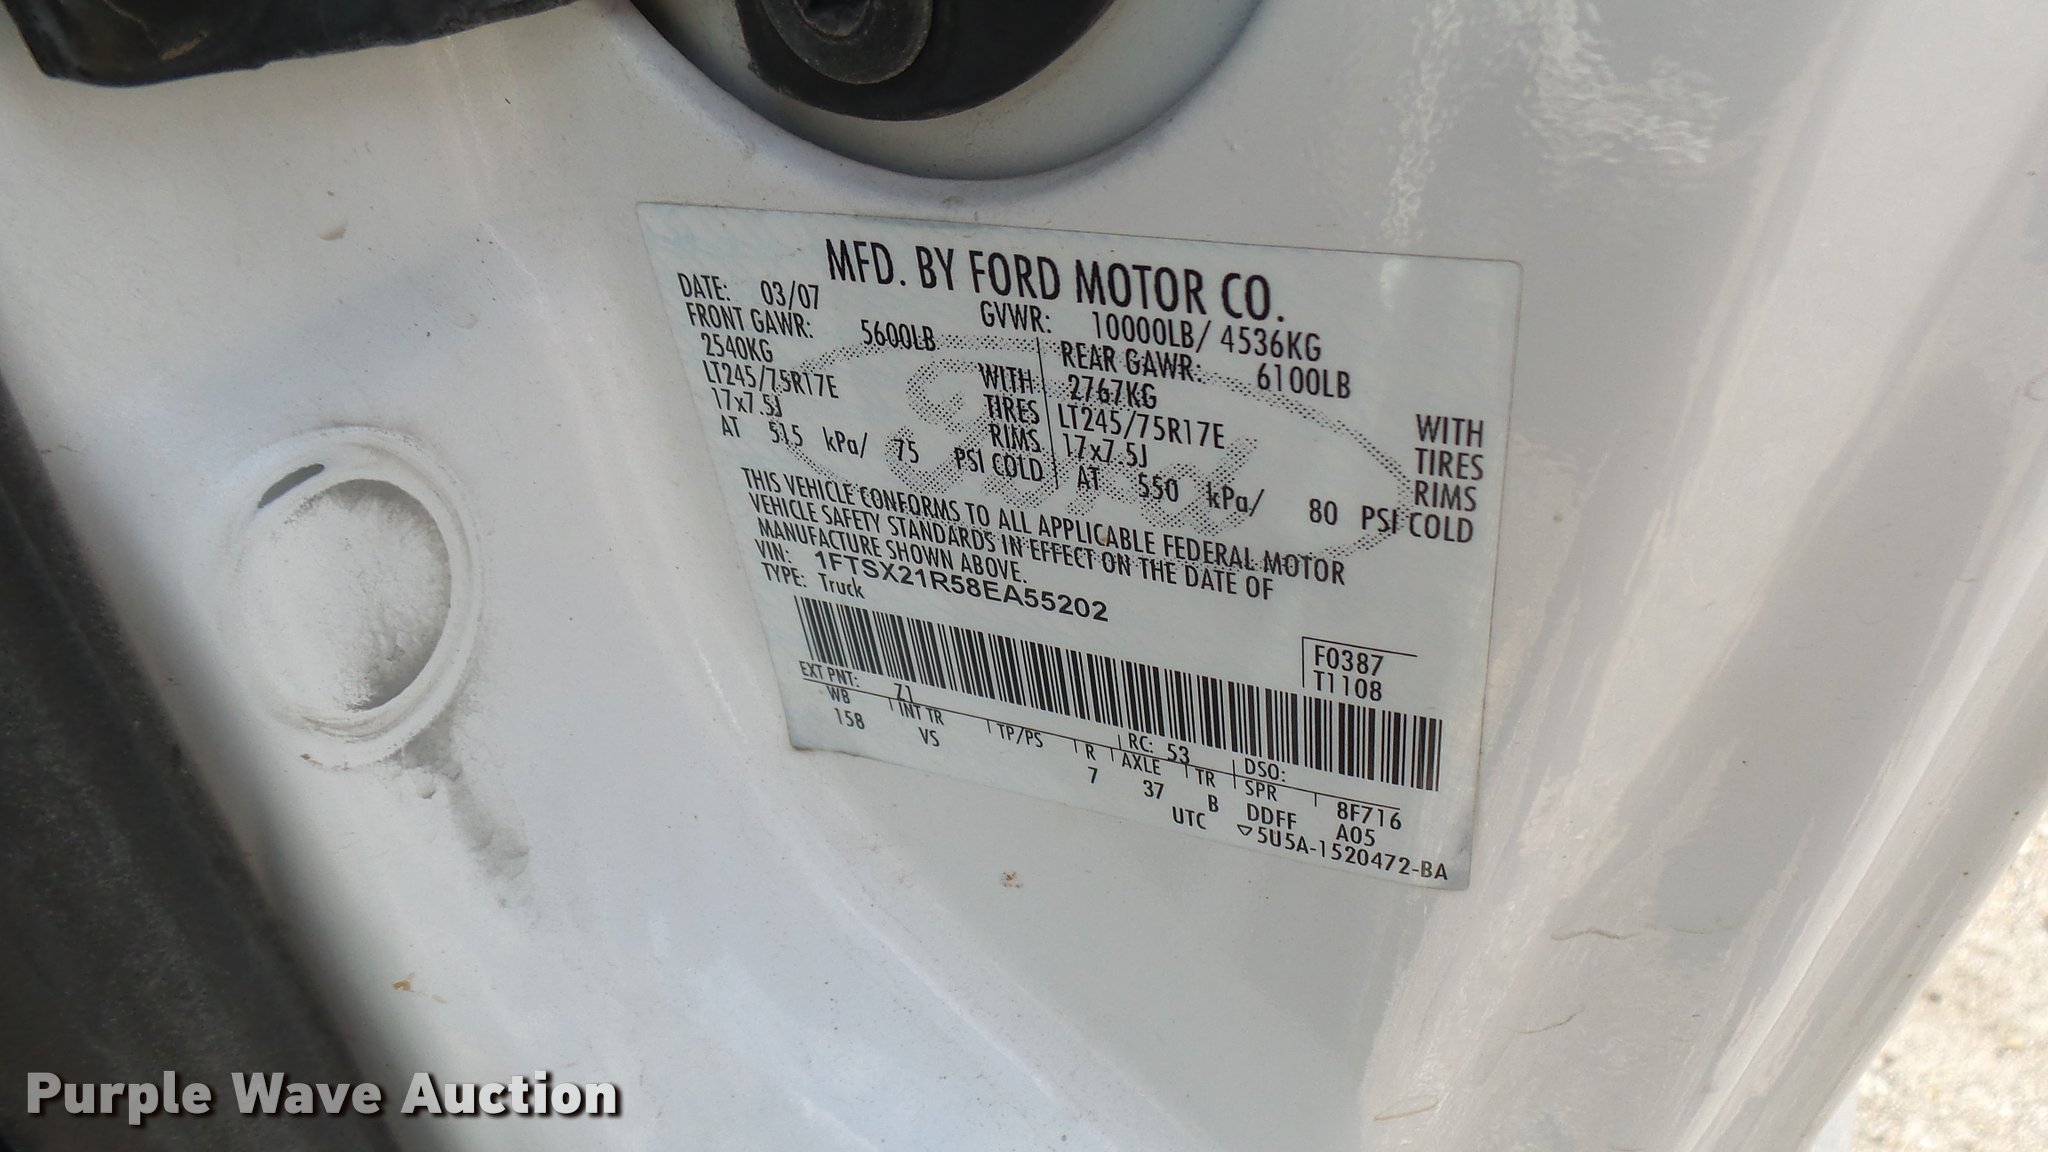 MFD. BY FORD MOTOR CO.
DATE: 03/07 GVWR: 10000LB/ 4536KG
FRONT GAWR: 5600LB REAR GAWR: 6100LB
2540KG WITH 2767KG WITH
LT245/75R17E TIRES LT245/75R17E TIRES
17x7.5J RIMS 17x7.5J RIMS
AT 515 kPa/ 75 PSI COLD AT 550 kPa/ 80 PSI COLD
THIS VEHICLE CONFORMS TO ALL APPLICABLE FEDERAL MOTOR
VEHICLE SAFETY STANDARDS IN EFFECT ON THE DATE OF
MANUFACTURE SHOWN ABOVE.
VIN: 1FTSX21R58EA55202
TYPE: Truck
F0387
T1108
EXT PNT: Z1 RC: 53 DSO:
WB INT TR TP/PS R AXLE TR SPR 8F716
158 VS 7 37 B DDFF A05
UTC ▽5U5A-1520472-BA
Ford
Purple Wave Auction